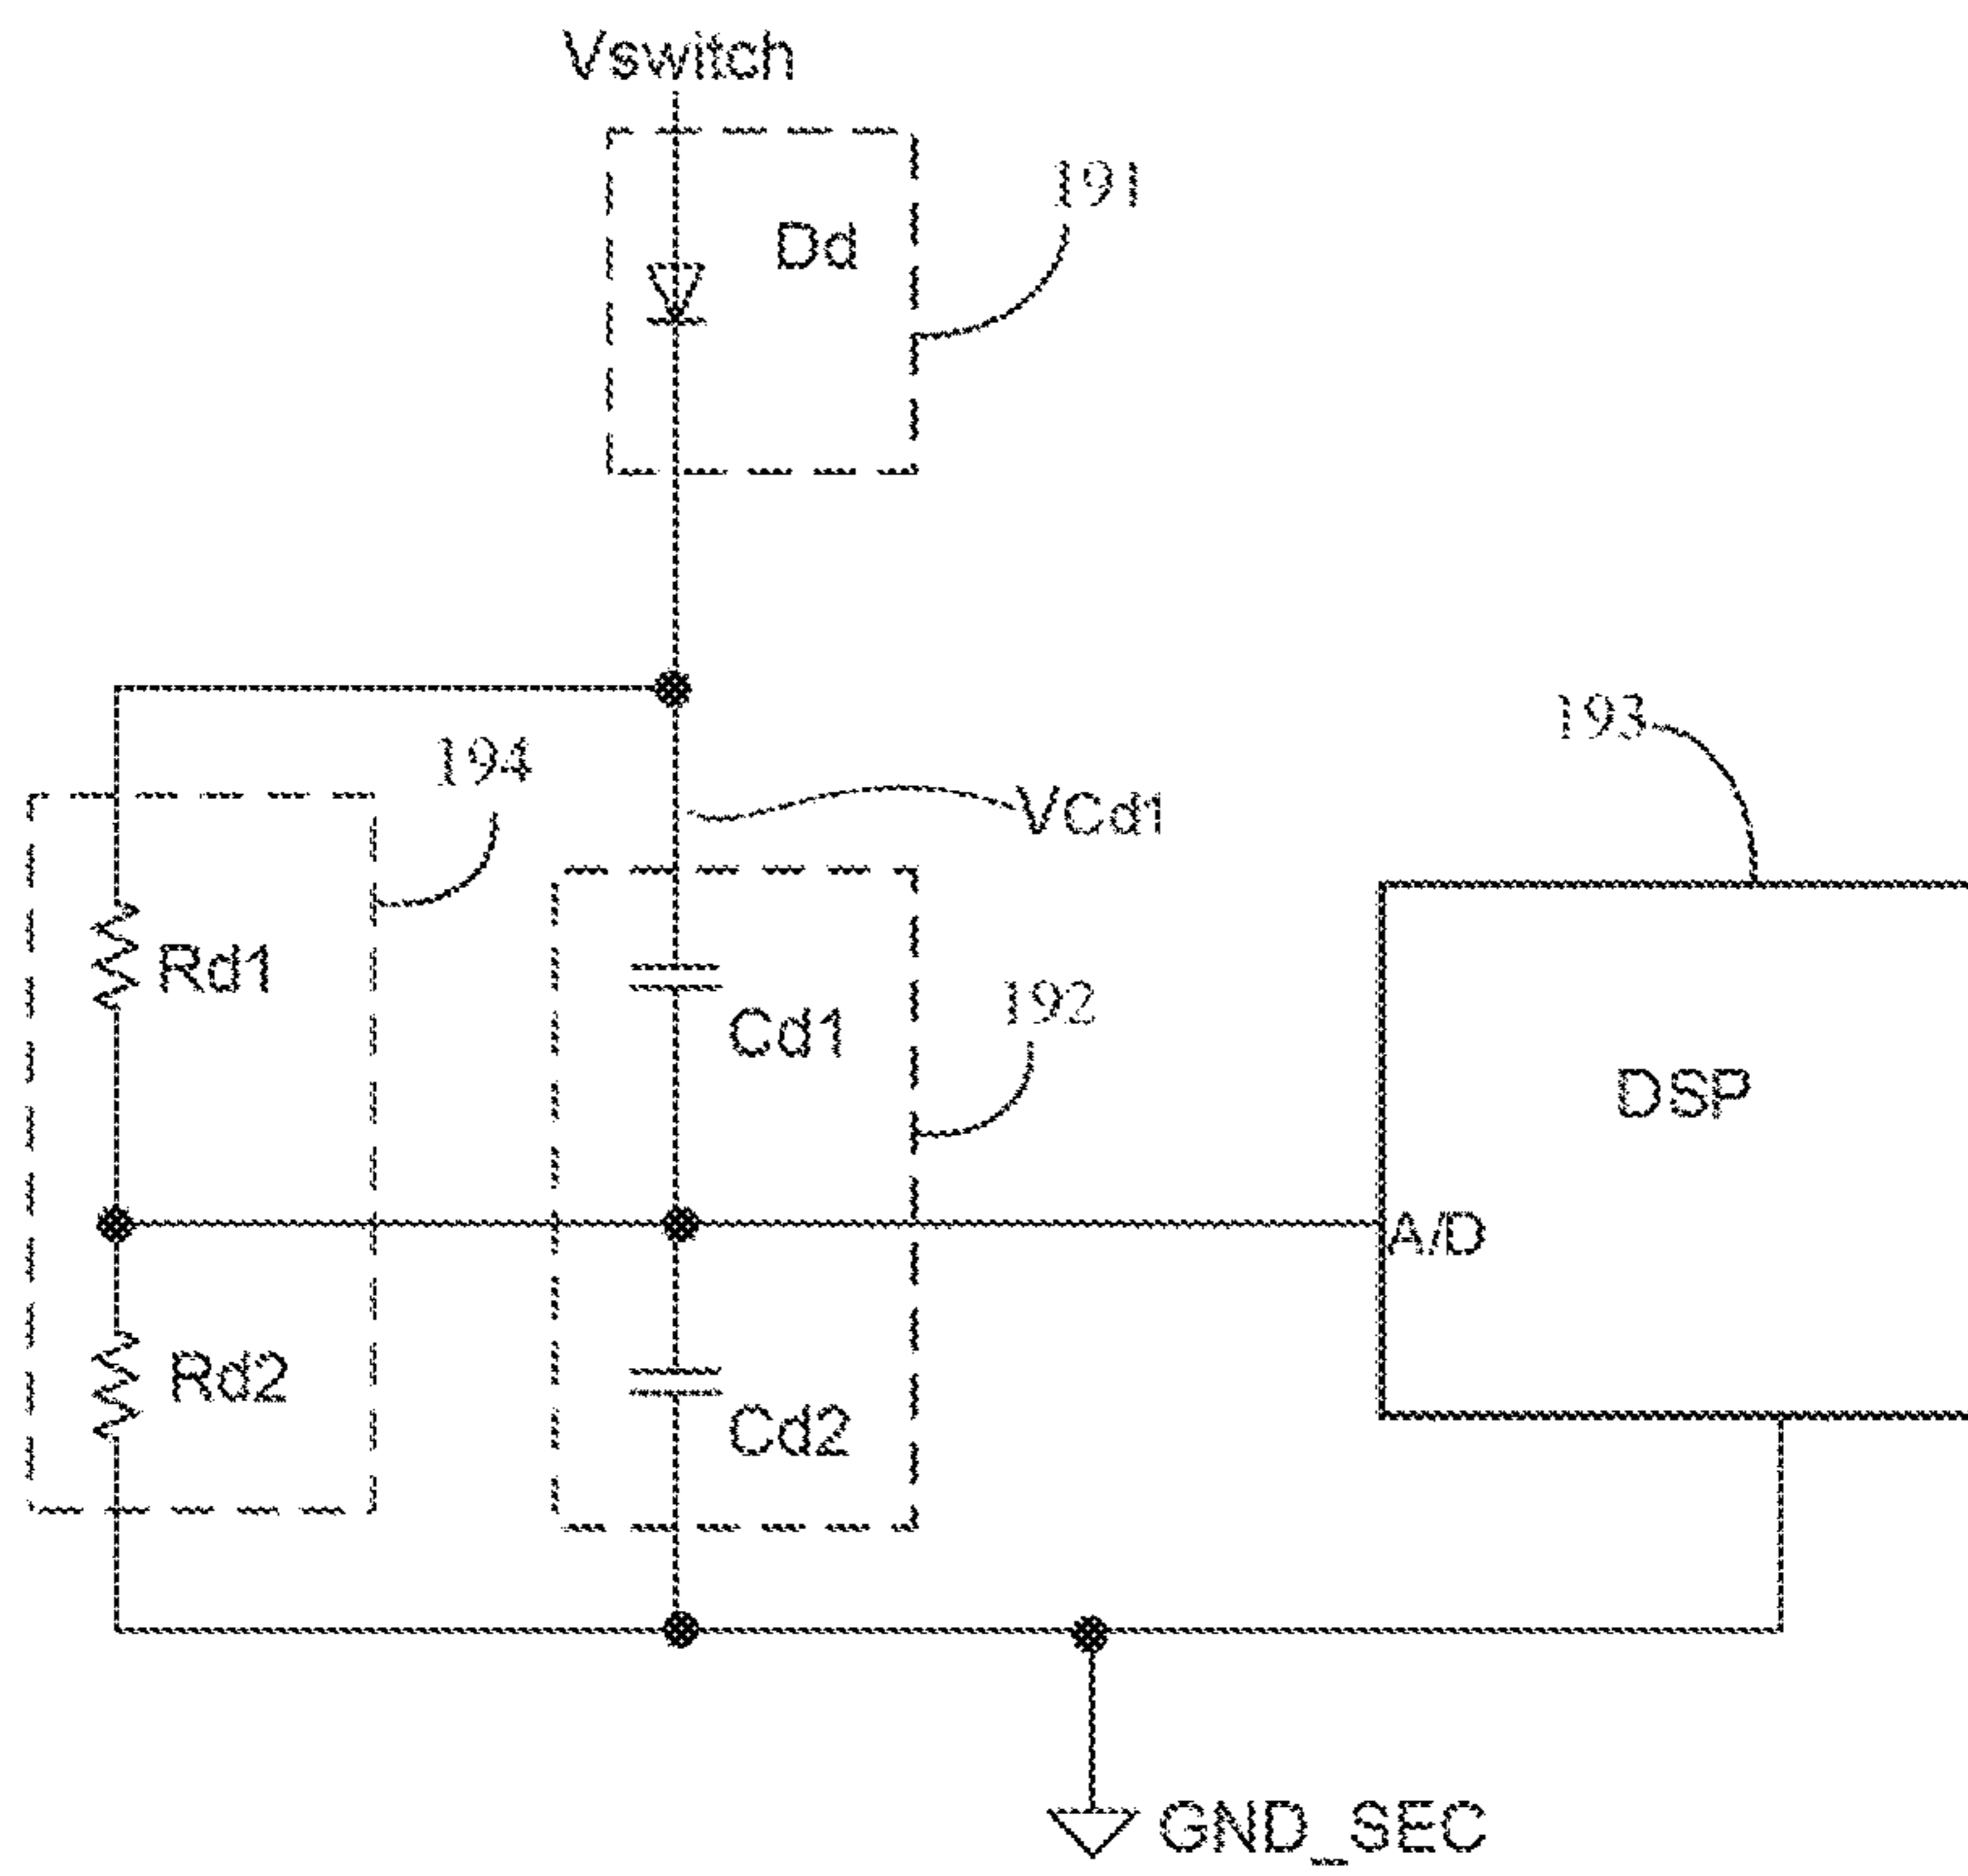 Vswitch
191
Dd
193
194
VCd1
Rd1
192
Cd1
DSP
A/D
Rd2
Cd2
GND_SEC